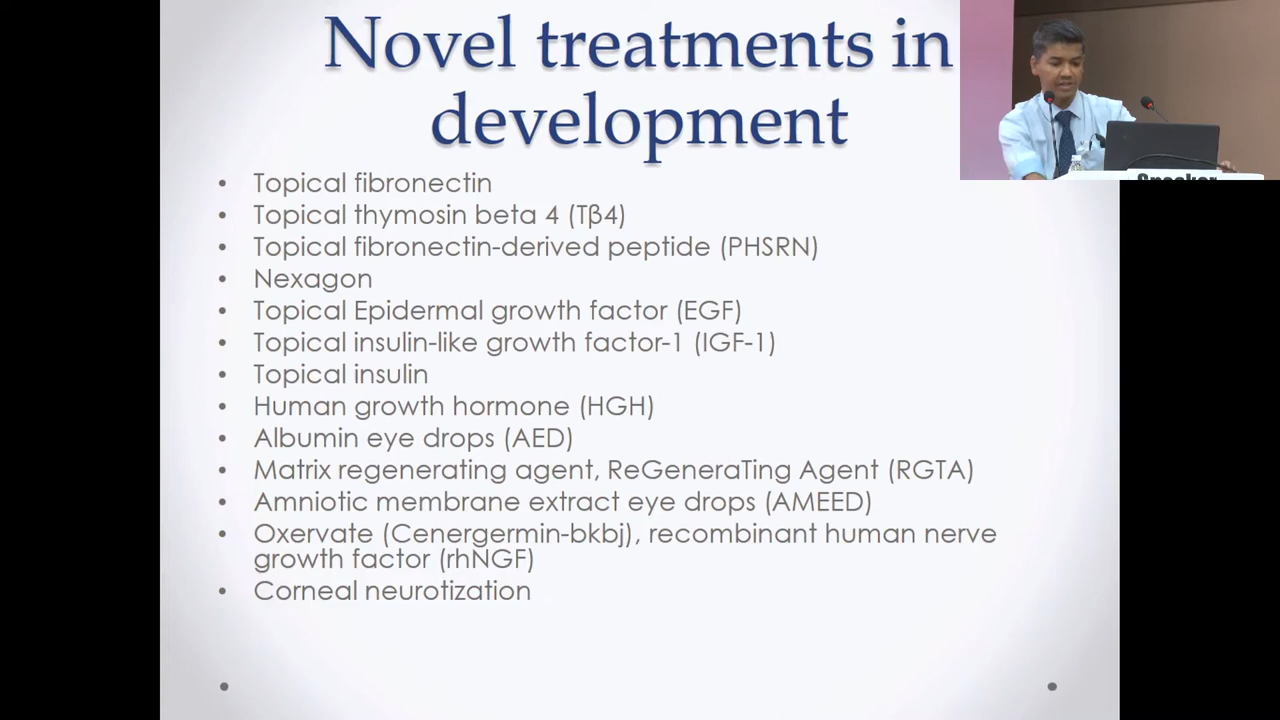 Novel treatments in
development
• Topical fibronectin
• Topical thymosin beta 4 (Tβ4)
• Topical fibronectin-derived peptide (PHSRN)
• Nexagon
• Topical Epidermal growth factor (EGF)
• Topical insulin-like growth factor-1 (IGF-1)
• Topical insulin
• Human growth hormone (HGH)
• Albumin eye drops (AED)
• Matrix regenerating agent, ReGeneraTing Agent (RGTA)
• Amniotic membrane extract eye drops (AMEED)
• Oxervate (Cenergermin-bkbj), recombinant human nerve
growth factor (rhNGF)
• Corneal neurotization
Speaker